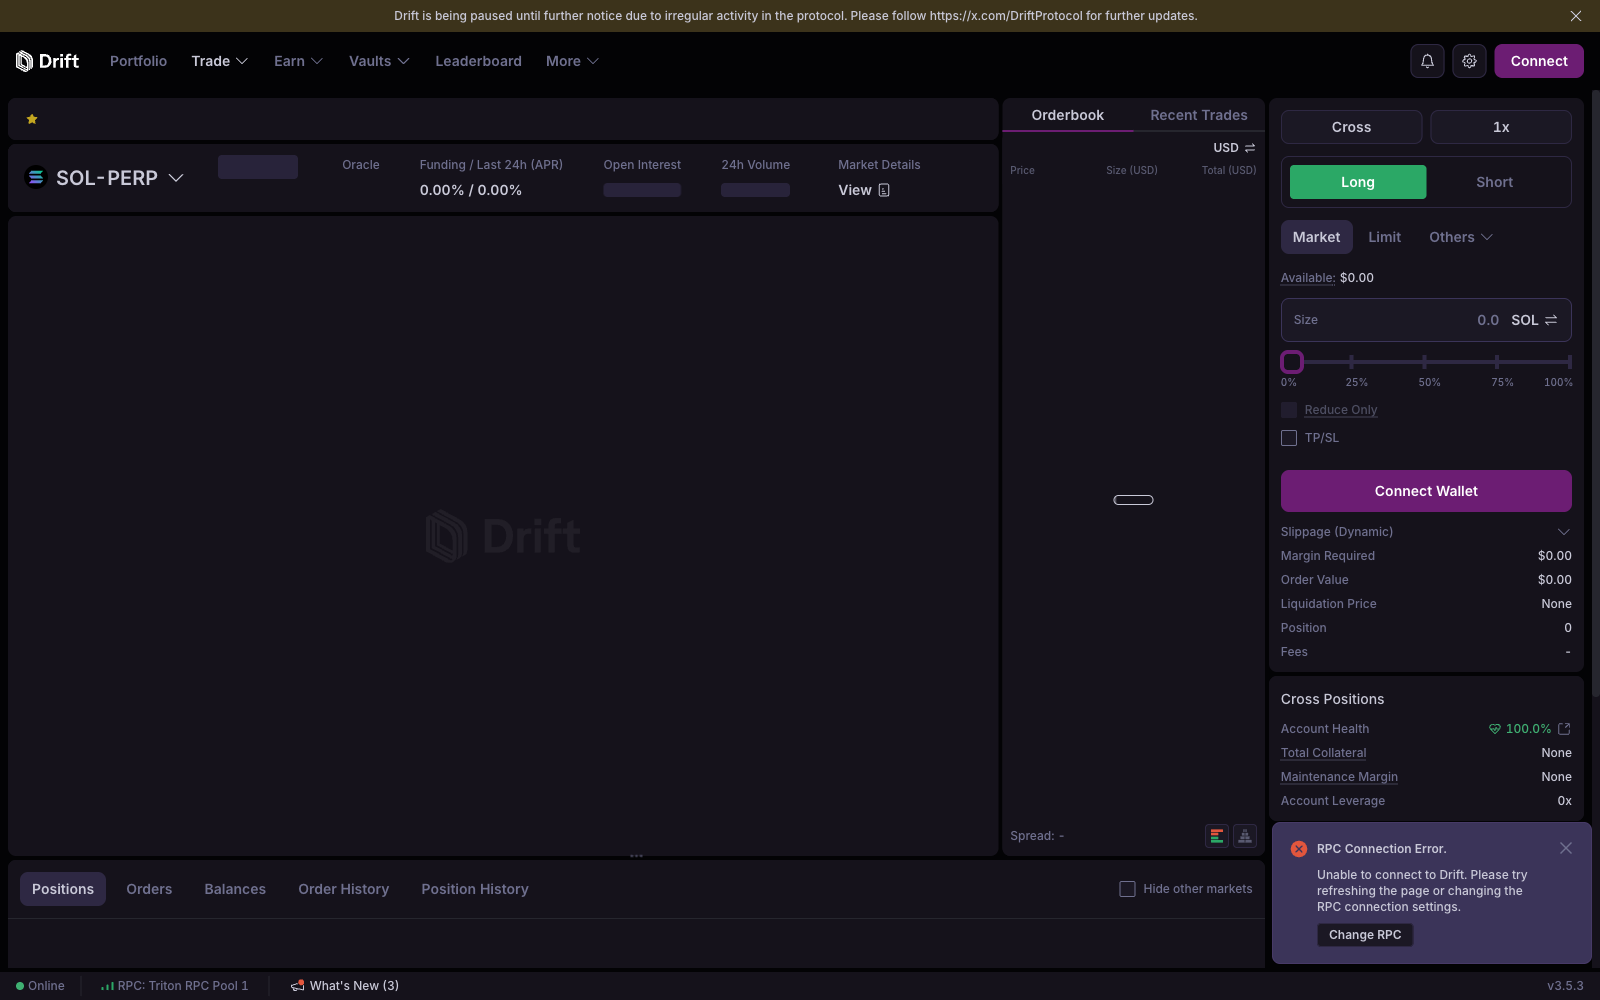 Drift is being paused until further notice due to irregular activity in the protocol. Please follow https://x.com/DriftProtocol for further updates.
Drift
Portfolio
Trade
Earn
Vaults
Leaderboard
More
Connect
SOL-PERP
Oracle
Funding / Last 24h (APR)
0.00% / 0.00%
Open Interest
24h Volume
Market Details
View
Drift
Orderbook
Recent Trades
USD
Price Size (USD) Total (USD)
Spread: -
Cross
1x
Long
Short
Market
Limit
Others
Available: $0.00
Size 0.0 SOL
0% 25% 50% 75% 100%
Reduce Only
TP/SL
Connect Wallet
Slippage (Dynamic)
Margin Required $0.00
Order Value $0.00
Liquidation Price None
Position 0
Fees -
Cross Positions
Account Health 100.0%
Total Collateral None
Maintenance Margin None
Account Leverage 0x
RPC Connection Error.
Unable to connect to Drift. Please try
refreshing the page or changing the
RPC connection settings.
Change RPC
Positions
Orders
Balances
Order History
Position History
Hide other markets
Online
RPC: Triton RPC Pool 1
What's New (3)
v3.5.3